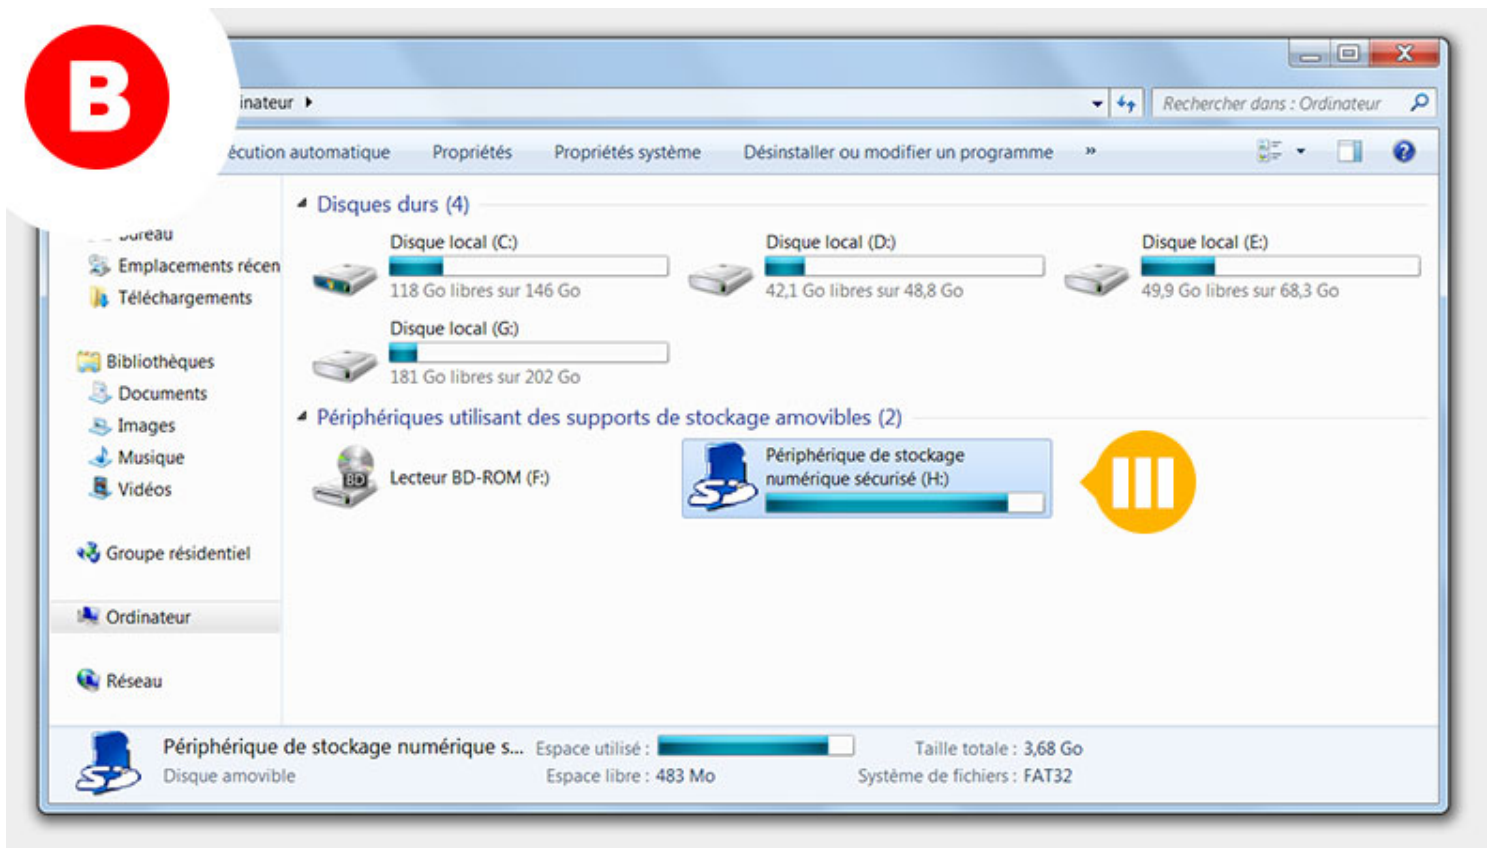 B
inateur
Rechercher dans : Ordinateur
écution automatique Propriétés Propriétés système Désinstaller ou modifier un programme »
Disques durs (4)
Bureau
Emplacements récen
Téléchargements
Bibliothèques
Documents
Images
Musique
Vidéos
Groupe résidentiel
Ordinateur
Réseau
Disque local (C:)
118 Go libres sur 146 Go
Disque local (D:)
42,1 Go libres sur 48,8 Go
Disque local (E:)
49,9 Go libres sur 68,3 Go
Disque local (G:)
181 Go libres sur 202 Go
Périphériques utilisant des supports de stockage amovibles (2)
BD
Lecteur BD-ROM (F:)
SD
Périphérique de stockage
numérique sécurisé (H:)
III
SD
Périphérique de stockage numérique s... Espace utilisé : Taille totale : 3,68 Go
Disque amovible Espace libre : 483 Mo Système de fichiers : FAT32